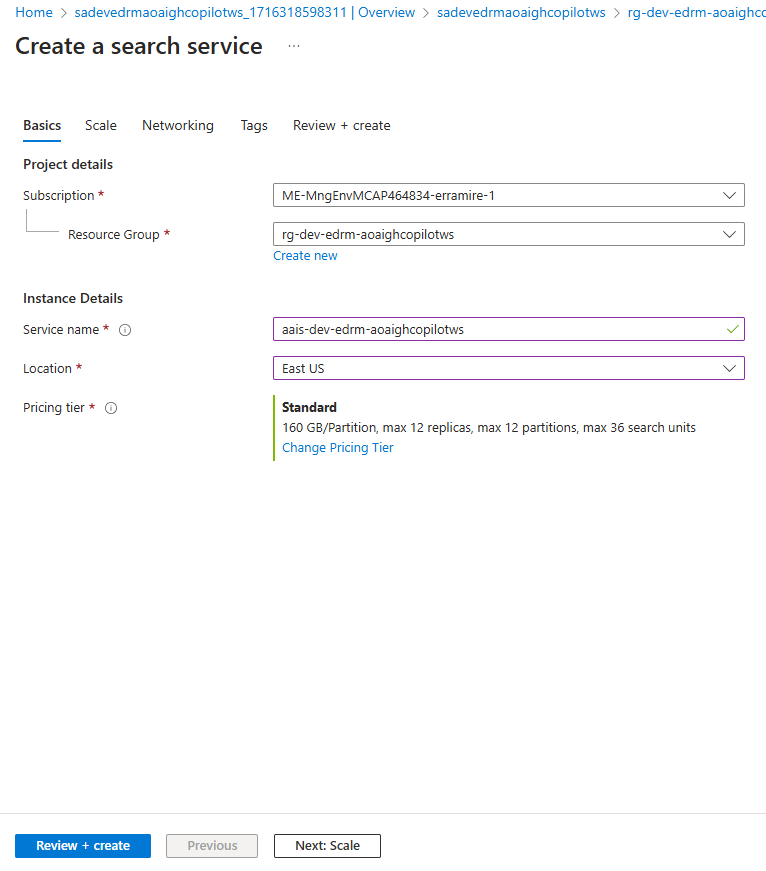 Home > sadevedrmaoaighcopilotws_1716318598311 | Overview > sadevedrmaoaighcopilotws > rg-dev-edrm-aoaighco
Create a search service ...
Basics Scale Networking Tags Review + create
Project details
Subscription * ME-MngEnvMCAP464834-erramire-1
Resource Group * rg-dev-edrm-aoaighcopilotws
Create new
Instance Details
Service name * aais-dev-edrm-aoaighcopilotws
Location * East US
Pricing tier * Standard
160 GB/Partition, max 12 replicas, max 12 partitions, max 36 search units
Change Pricing Tier
Review + create Previous Next: Scale